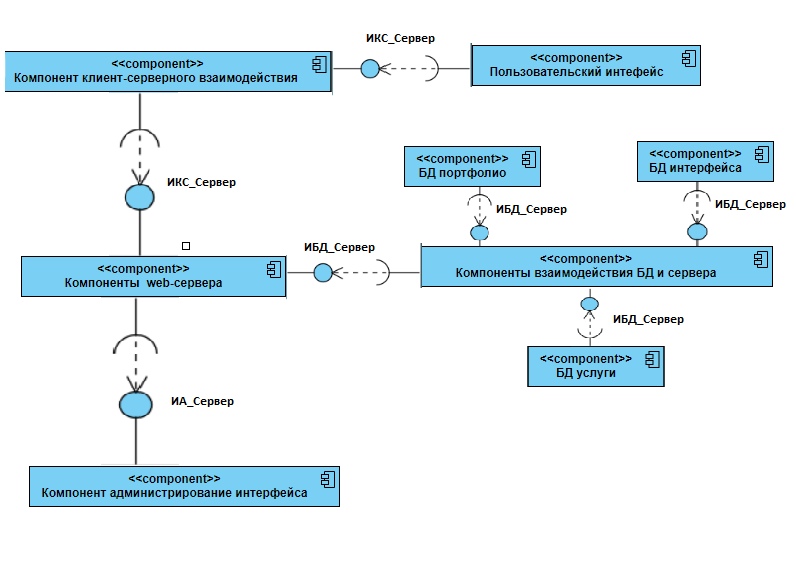 ИКС_Сервер
<<component>>
Компонент клиент-серверного взаимодействия
<<component>>
Пользовательский интефейс
<<component>>
БД портфолио
<<component>>
БД интерфейса
ИКС_Сервер
ИБД_Сервер
ИБД_Сервер
ИБД_Сервер
<<component>>
Компоненты web-сервера
<<component>>
Компоненты взаимодействия БД и сервера
ИБД_Сервер
<<component>>
БД услуги
ИА_Сервер
<<component>>
Компонент администрирование интерфейса